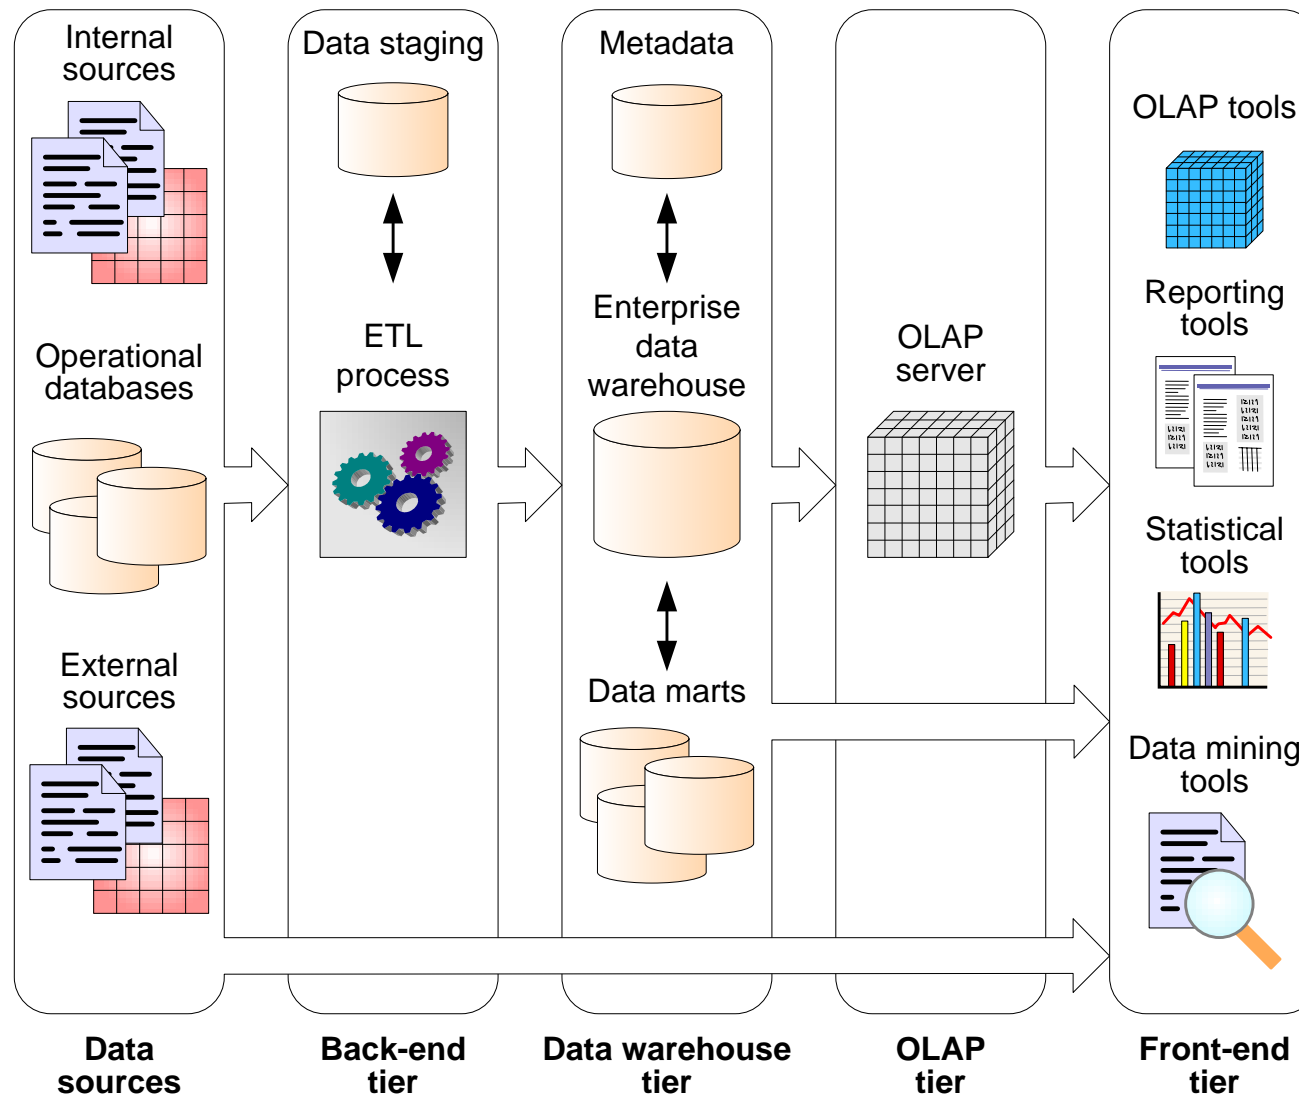 Internal
sources
Operational
databases
External
sources
Data staging
ETL
process
Metadata
Enterprise
data
warehouse
Data marts
OLAP
server
OLAP tools
Reporting
tools
Statistical
tools
Data mining
tools
Data
sources
Back-end
tier
Data warehouse
tier
OLAP
tier
Front-end
tier